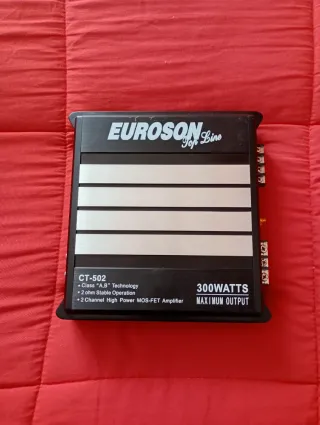 EUROSON
Top Line
CT-502
• Class "A,B" Technology
• 2 ohm Stable Operation
• 2 Channel High Power MOS-FET Amplifier
300WATTS
MAXIMUM OUTPUT